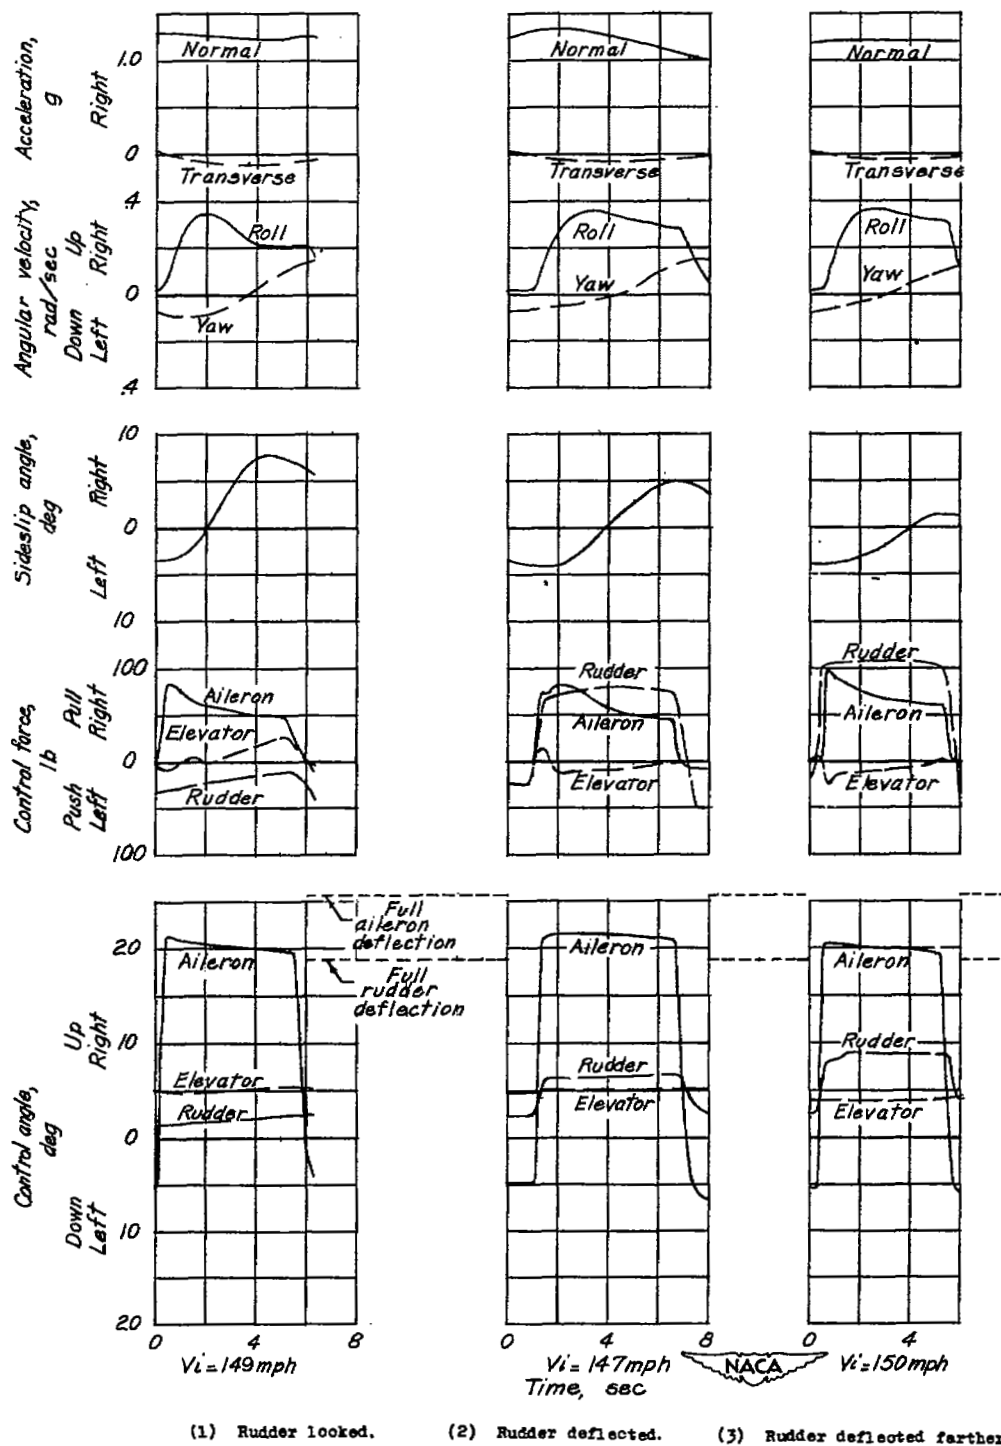 Acceleration,
g
Right
1.0
0
Normal
Transverse
Normal
Transverse
Normal
Transverse
Angular velocity,
rad/sec
Down Up
Left Right
.4
0
.4
Roll
Yaw
Roll
Yaw
Roll
Yaw
Sideslip angle,
deg
Left Right
10
0
10
Control force,
lb
Push Pull
Left Right
100
0
100
Aileron
Elevator
Rudder
Rudder
Aileron
Elevator
Rudder
Aileron
Elevator
Control angle,
deg
Down Up
Left Right
20
10
0
10
20
Full
aileron
deflection
Full
rudder
deflection
Aileron
Elevator
Rudder
Aileron
Rudder
Elevator
Aileron
Rudder
Elevator
0 4 8 0 4 8 0 4
Vi=149mph Vi=147mph NACA Vi=150mph
Time, sec
(1) Rudder looked. (2) Rudder deflected. (3) Rudder defleoted farther